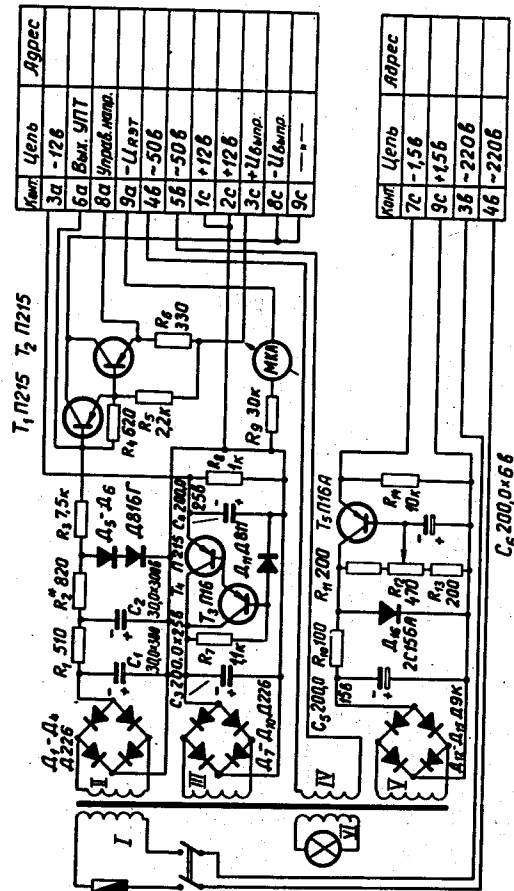 Конт. Цепь Адрес
3а -12в
6а Вых. УПТ
8а Управ. напр.
9а -Uкэт
4в ~50в
5в ~50в
1с +12в
2с +12в
3с +Uвыпр.
8с -Uвыпр.
9с —"—
Конт Цепь Адрес
7с -1,5в
9с +1,5в
3в ~220в
4в ~220в
T₁ П215 T₂ П215
R₆
330
R₄ 620
R₅
2,2к
МКА
R₉ 30к
R₃ 7,5к
Д₅-Д₆
Д816Г
R₂* 820
R₁ 510
C₂
30,0×300в
C₁
30,0×300
Д₁-Д₄
Д226
II
R₈
1к
C₄ 200,0
25в
T₄ П215
T₃ П16
Д₁₁ Д811
R₇
1,1к
C₃ 200,0×25в
Д₇-Д₁₀ Д226
III
IV
T₅ П16А
R₁₄
10к
R₁₁ 200
R₁₂
470
R₁₃
200
Д₁₆
2С156А
R₁₀ 100
C₅ 200,0
15в
Д₁₂-Д₁₅ Д9к
V
C₆ 200,0×6в
I
VI